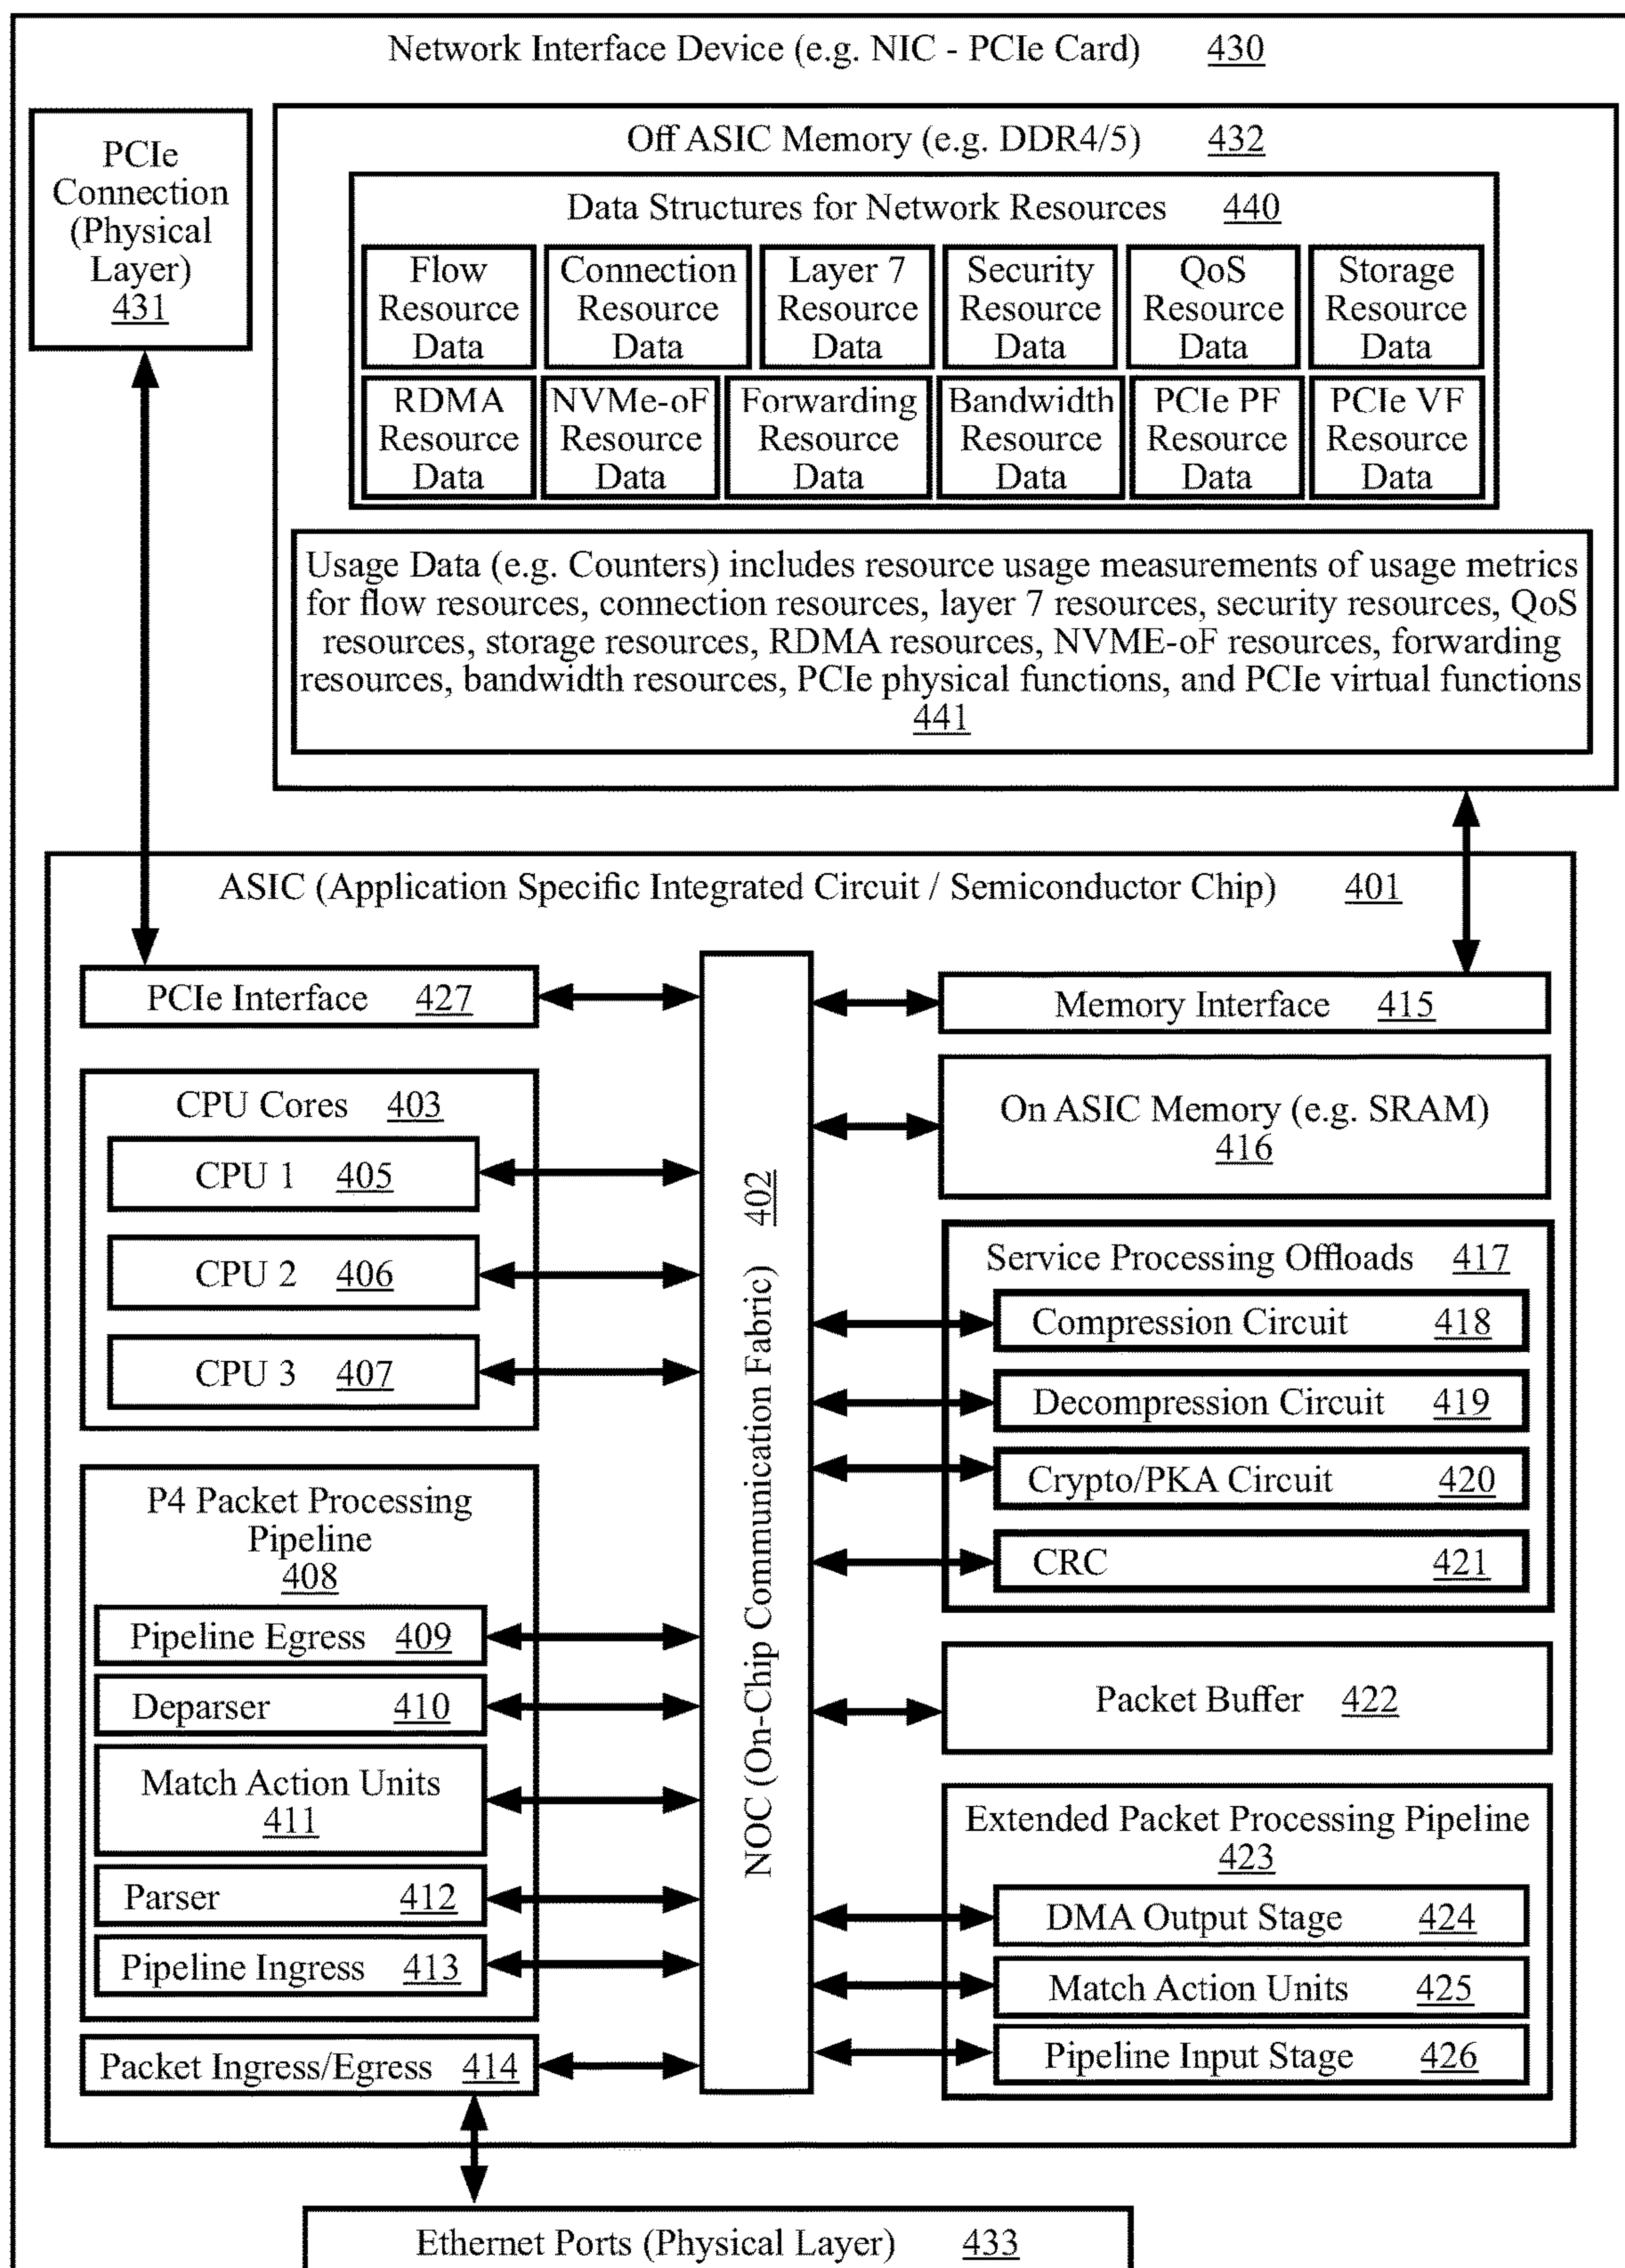 Network Interface Device (e.g. NIC - PCIe Card) 430
PCIe
Connection
(Physical
Layer)
431
Off ASIC Memory (e.g. DDR4/5) 432
Data Structures for Network Resources 440
Flow
Resource
Data
Connection
Resource
Data
Layer 7
Resource
Data
Security
Resource
Data
QoS
Resource
Data
Storage
Resource
Data
RDMA
Resource
Data
NVMe-oF
Resource
Data
Forwarding
Resource
Data
Bandwidth
Resource
Data
PCIe PF
Resource
Data
PCIe VF
Resource
Data
Usage Data (e.g. Counters) includes resource usage measurements of usage metrics
for flow resources, connection resources, layer 7 resources, security resources, QoS
resources, storage resources, RDMA resources, NVME-oF resources, forwarding
resources, bandwidth resources, PCIe physical functions, and PCIe virtual functions
441
ASIC (Application Specific Integrated Circuit / Semiconductor Chip) 401
PCIe Interface 427
CPU Cores 403
CPU 1 405
CPU 2 406
CPU 3 407
P4 Packet Processing
Pipeline
408
Pipeline Egress 409
Deparser 410
Match Action Units
411
Parser 412
Pipeline Ingress 413
Packet Ingress/Egress 414
NOC (On-Chip Communication Fabric) 402
Memory Interface 415
On ASIC Memory (e.g. SRAM)
416
Service Processing Offloads 417
Compression Circuit 418
Decompression Circuit 419
Crypto/PKA Circuit 420
CRC 421
Packet Buffer 422
Extended Packet Processing Pipeline
423
DMA Output Stage 424
Match Action Units 425
Pipeline Input Stage 426
Ethernet Ports (Physical Layer) 433